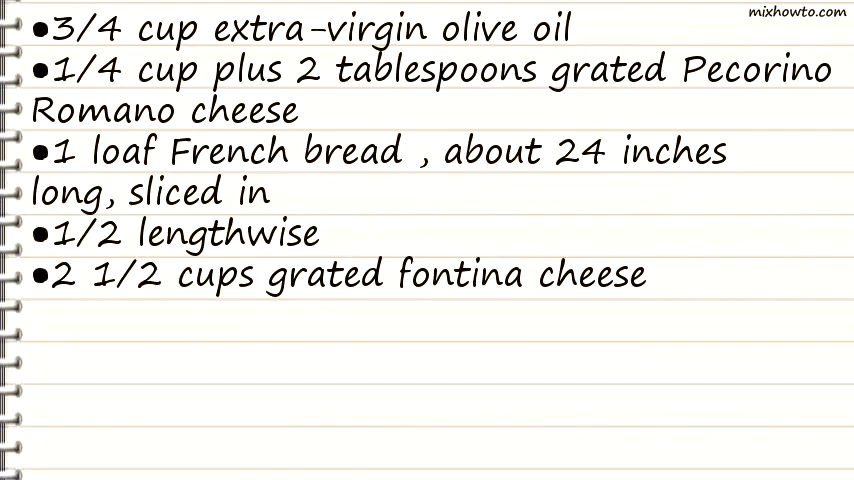 mixhowto.com
•3/4 cup extra-virgin olive oil
•1/4 cup plus 2 tablespoons grated Pecorino
Romano cheese
•1 loaf French bread , about 24 inches
long, sliced in
•1/2 lengthwise
•2 1/2 cups grated fontina cheese